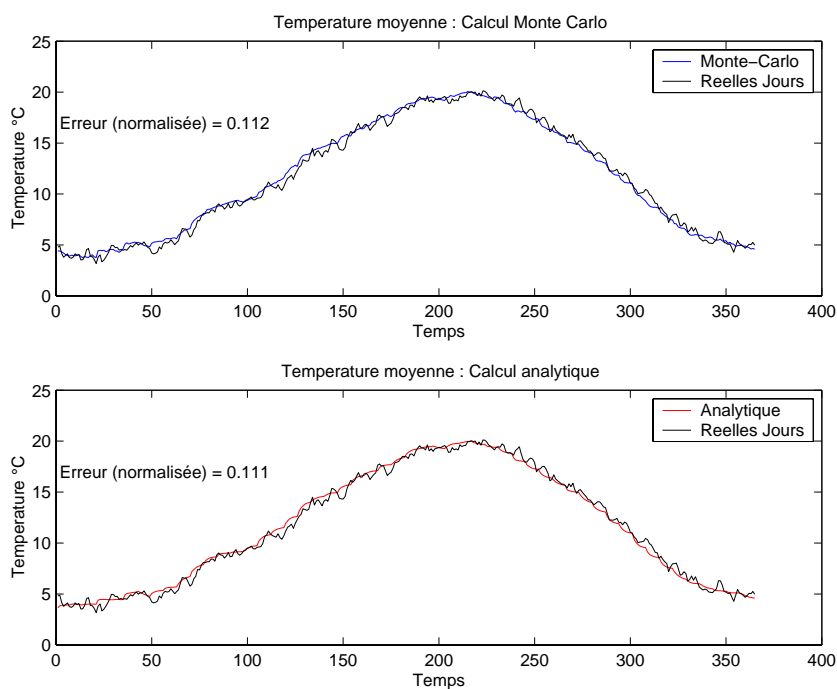 Temperature moyenne : Calcul Monte Carlo
25
20
15
10
5
0
Temperature °C
Erreur (normalisée) = 0.112
Monte−Carlo
Reelles Jours
0 50 100 150 200 250 300 350 400
Temps
Temperature moyenne : Calcul analytique
25
20
15
10
5
0
Temperature °C
Erreur (normalisée) = 0.111
Analytique
Reelles Jours
0 50 100 150 200 250 300 350 400
Temps